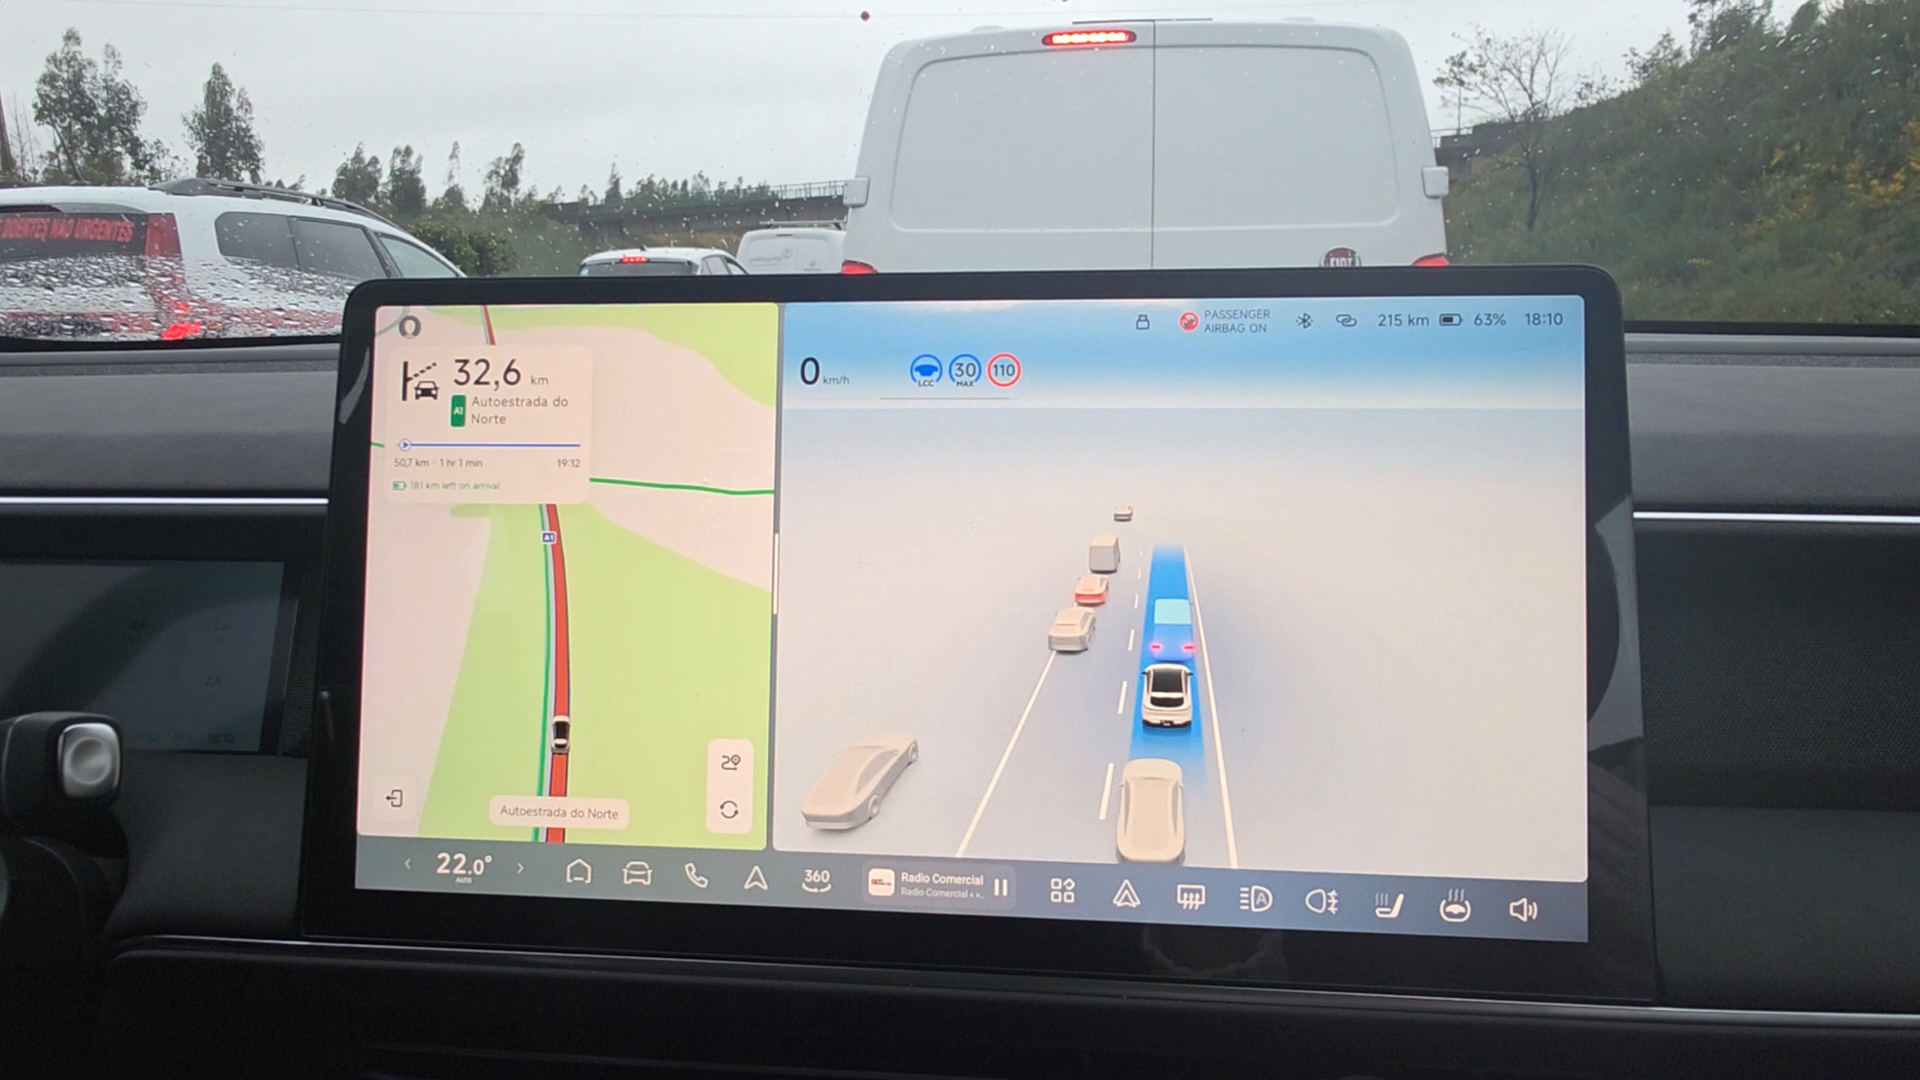 DOENTES NÃO URGENTES
FIAT
PASSENGER
AIRBAG ON
215 km
63%
18:10
32,6 km
A1
Autoestrada do
Norte
50,7 km · 1 hr 1 min
19:12
181 km left on arrival
0 km/h
LCC
30
MAX
110
A1
Autoestrada do Norte
22.0°
AUTO
360
Radio Comercial
Radio Comercial
A